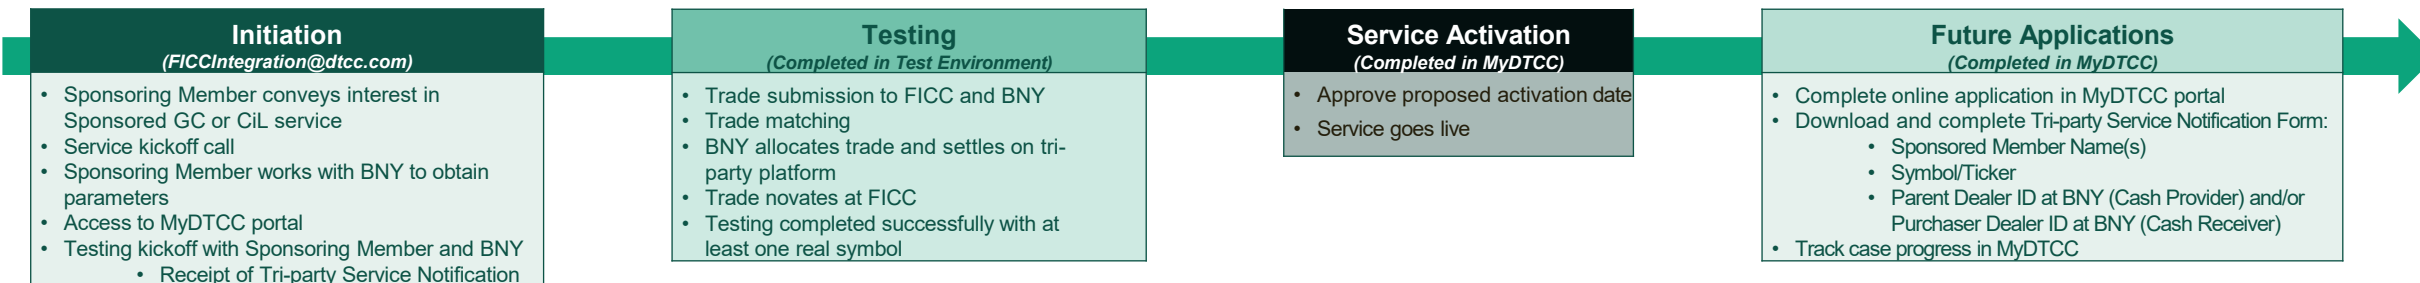 Initiation
(FICCIntegration@dtcc.com)
• Sponsoring Member conveys interest in
Sponsored GC or CiL service
• Service kickoff call
• Sponsoring Member works with BNY to obtain
parameters
• Access to MyDTCC portal
• Testing kickoff with Sponsoring Member and BNY
• Receipt of Tri-party Service Notification
Testing
(Completed in Test Environment)
• Trade submission to FICC and BNY
• Trade matching
• BNY allocates trade and settles on tri-
party platform
• Trade novates at FICC
• Testing completed successfully with at
least one real symbol
Service Activation
(Completed in MyDTCC)
• Approve proposed activation date
• Service goes live
Future Applications
(Completed in MyDTCC)
• Complete online application in MyDTCC portal
• Download and complete Tri-party Service Notification Form:
• Sponsored Member Name(s)
• Symbol/Ticker
• Parent Dealer ID at BNY (Cash Provider) and/or
Purchaser Dealer ID at BNY (Cash Receiver)
• Track case progress in MyDTCC